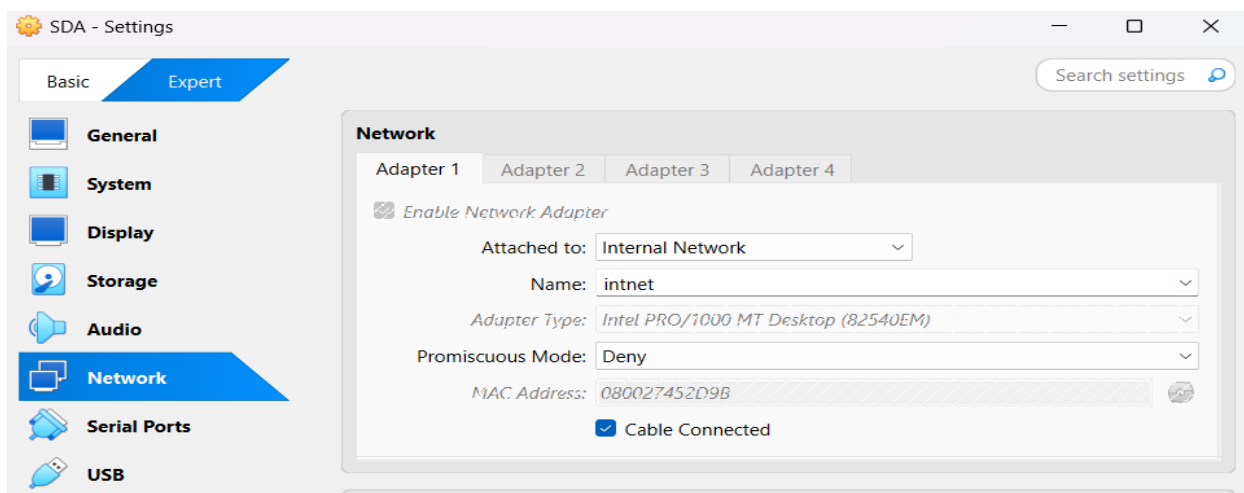 SDA - Settings
Basic Expert Search settings
General
System
Display
Storage
Audio
Network
Serial Ports
USB
Network
Adapter 1 Adapter 2 Adapter 3 Adapter 4
Enable Network Adapter
Attached to: Internal Network
Name: intnet
Adapter Type: Intel PRO/1000 MT Desktop (82540EM)
Promiscuous Mode: Deny
MAC Address: 080027452D9B
Cable Connected